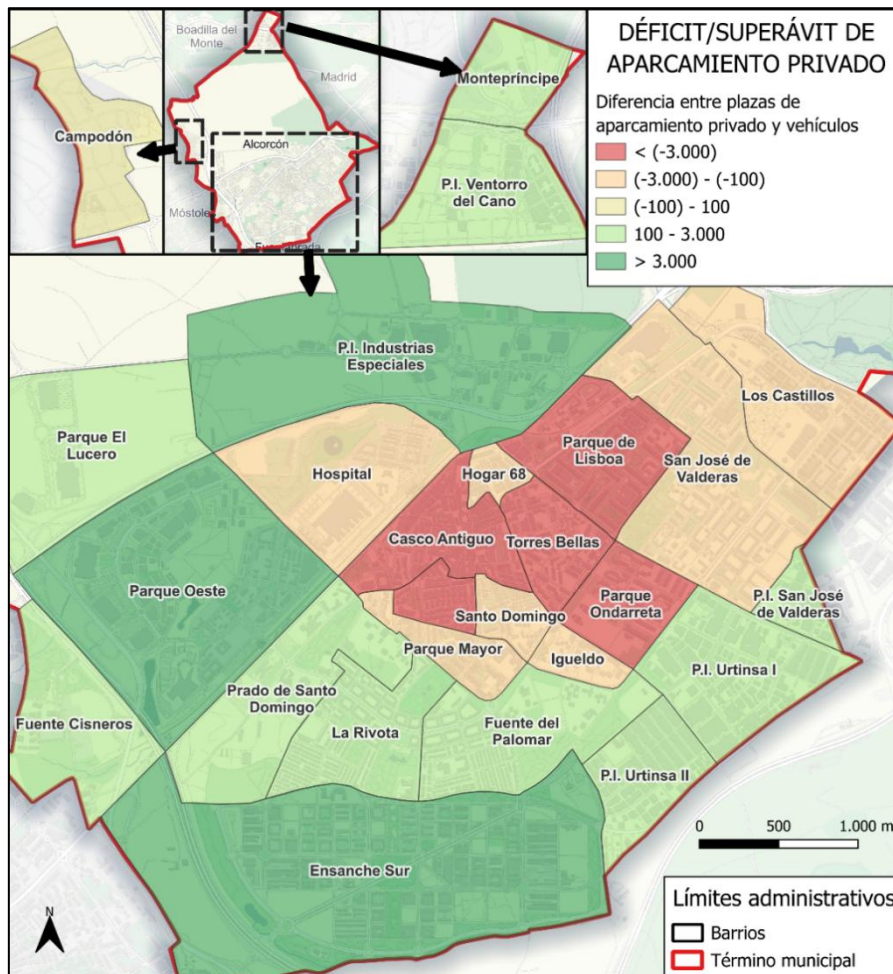 DÉFICIT/SUPERÁVIT DE
APARCAMIENTO PRIVADO
Diferencia entre plazas de
aparcamiento privado y vehículos
< (-3.000)
(-3.000) - (-100)
(-100) - 100
100 - 3.000
> 3.000
Campodón
Boadilla del
Monte
Madrid
Alcorcón
Móstoles
Montepríncipe
P.I. Ventorro
del Cano
P.I. Industrias
Especiales
Parque El
Lucero
Los Castillos
Parque de
Lisboa
San José de
Valderas
Hospital
Hogar 68
Casco Antiguo
Torres Bellas
Parque Oeste
Parque
Ondarreta
P.I. San José
de Valderas
Santo Domingo
Parque Mayor
Igueldo
P.I. Urtinsa I
Prado de Santo
Domingo
Fuente Cisneros
La Rivota
Fuente del
Palomar
P.I. Urtinsa II
Ensanche Sur
0 500 1.000 m
N
Límites administrativos
Barrios
Término municipal